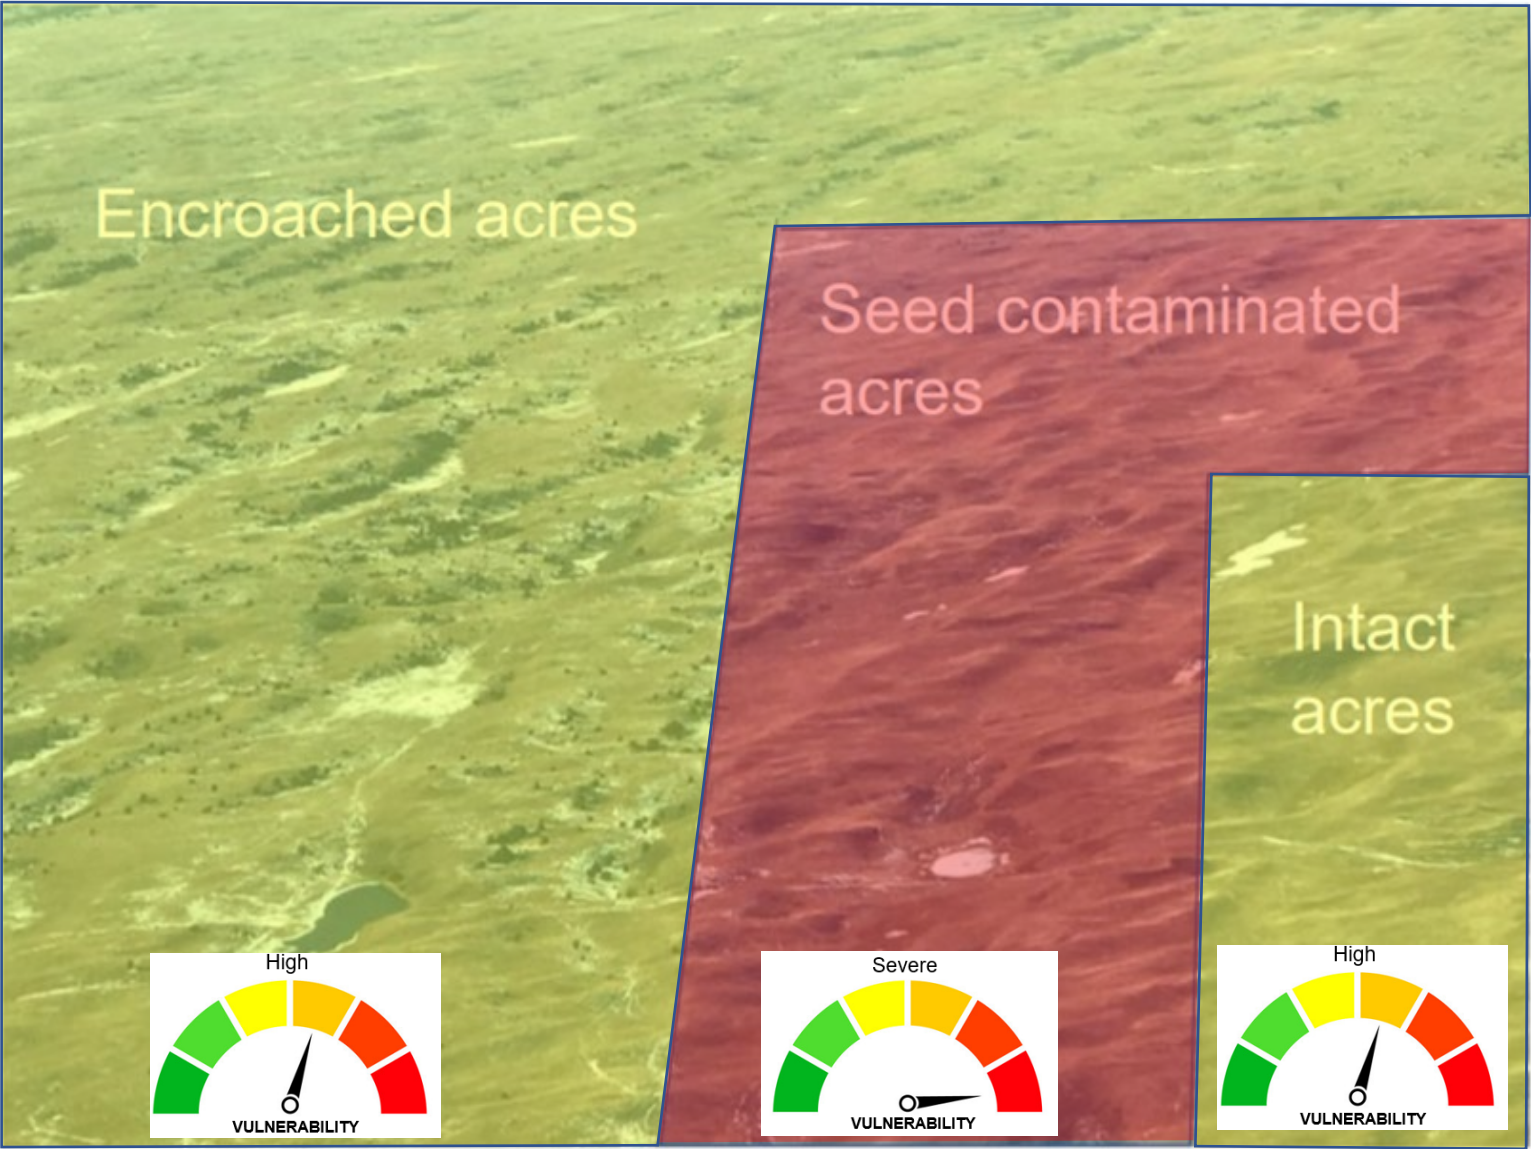 Encroached acres
Seed contaminated
acres
Intact
acres
High
VULNERABILITY
Severe
VULNERABILITY
High
VULNERABILITY